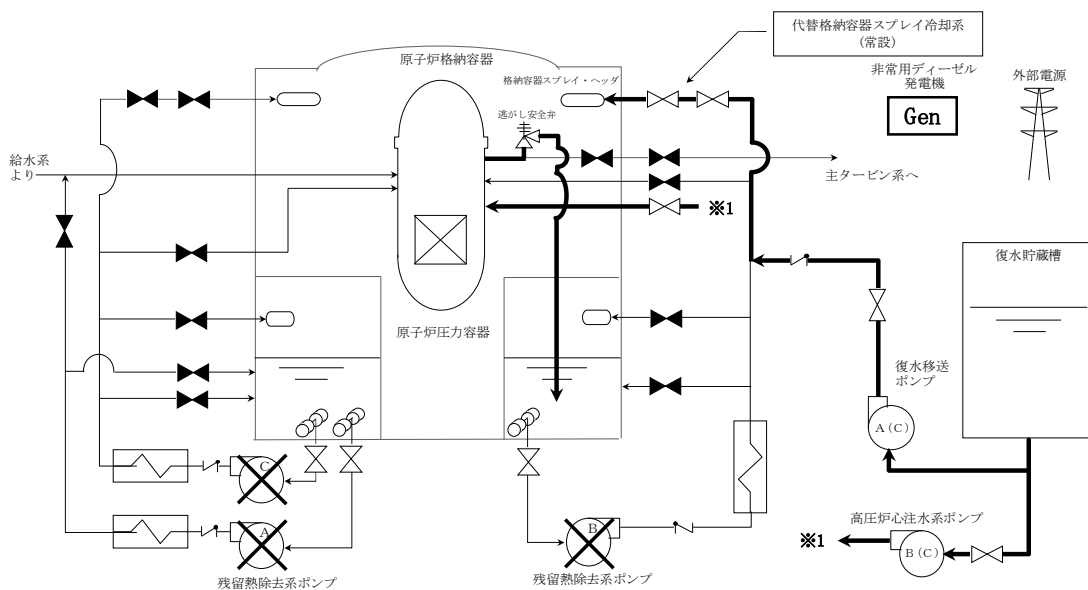 代替格納容器スプレイ冷却系
(常設)
原子炉格納容器
格納容器スプレイ・ヘッダ
非常用ディーゼル
発電機
外部電源
Gen
逃がし安全弁
給水系
より
主タービン系へ
※1
復水貯蔵槽
原子炉圧力容器
復水移送
ポンプ
A(C)
C
高圧炉心注水系ポンプ
※1
B(C)
A
B
残留熱除去系ポンプ
残留熱除去系ポンプ